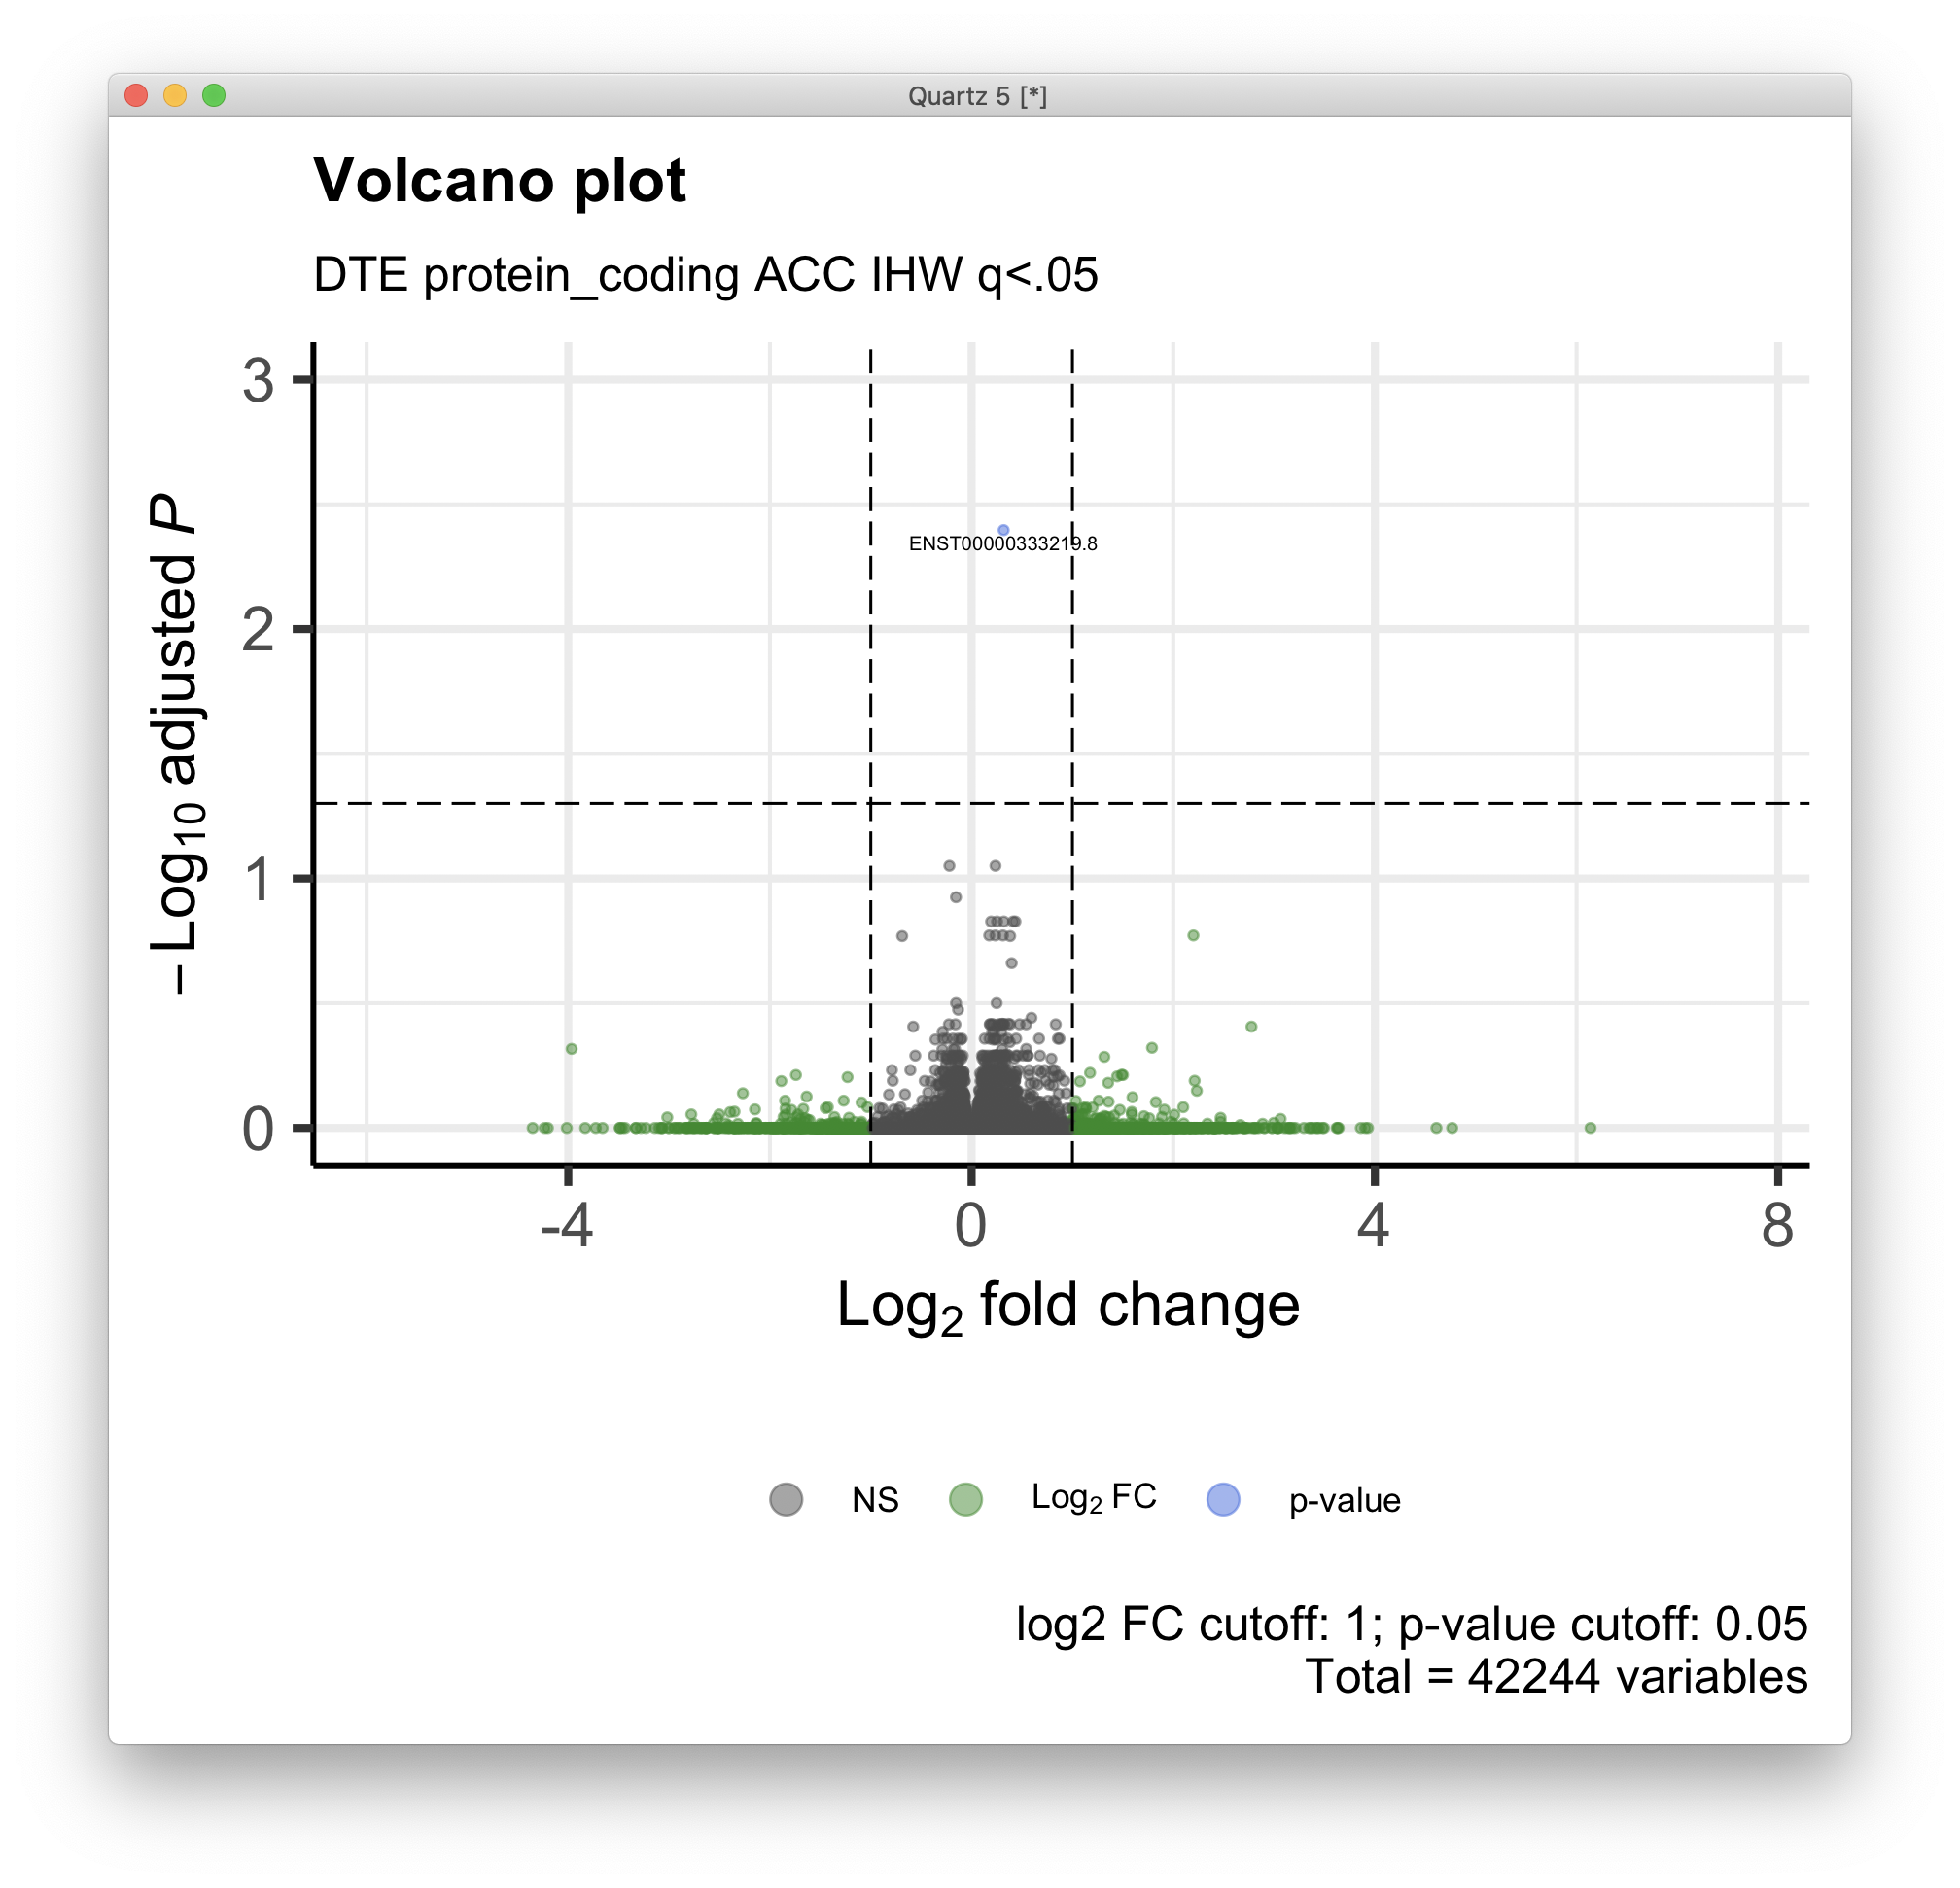 Quartz 5 [*]
Volcano plot
DTE protein_coding ACC IHW q<.05
3
2
1
0
−Log10 adjusted P
ENST00000333219.8
-4 0 4 8
Log2 fold change
NS Log2 FC p-value
log2 FC cutoff: 1; p-value cutoff: 0.05
Total = 42244 variables